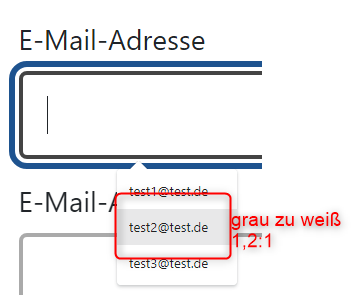 E-Mail-Adresse
test1@test.de
E-Mail-A
test2@test.de
grau zu weiß
1,2:1
test3@test.de